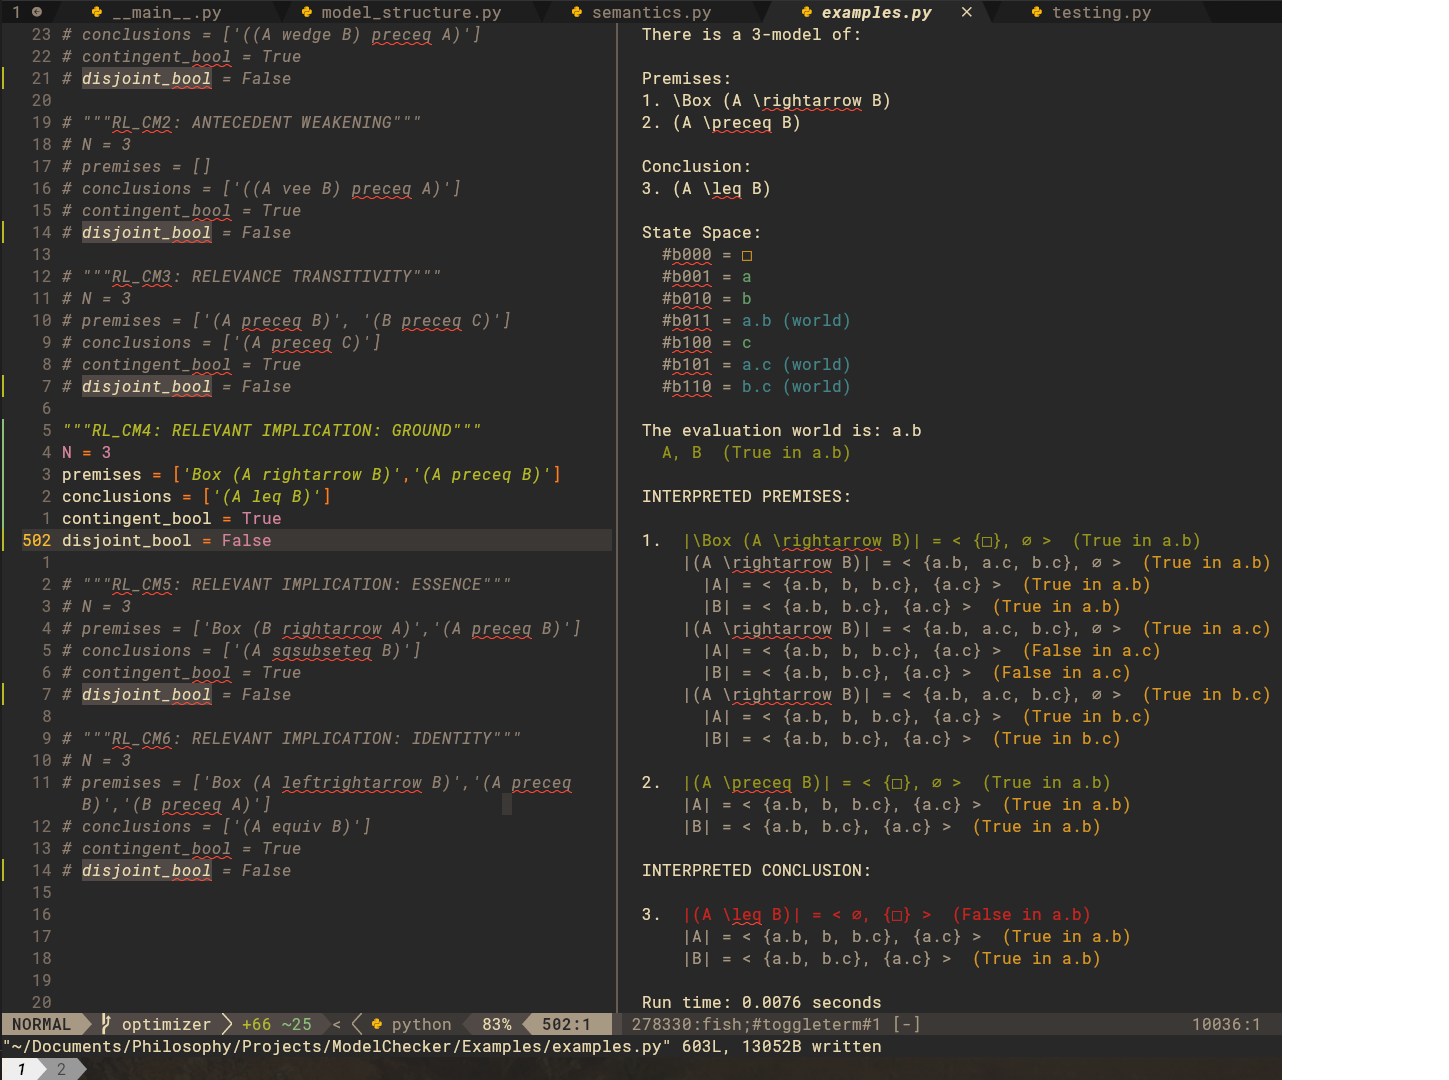 1 __main__.py model_structure.py semantics.py examples.py × testing.py
23 # conclusions = ['((A wedge B) preceq A)']
22 # contingent_bool = True
21 # disjoint_bool = False
20
19 # """RL_CM2: ANTECEDENT WEAKENING"""
18 # N = 3
17 # premises = []
16 # conclusions = ['((A vee B) preceq A)']
15 # contingent_bool = True
14 # disjoint_bool = False
13
12 # """RL_CM3: RELEVANCE TRANSITIVITY"""
11 # N = 3
10 # premises = ['(A preceq B)', '(B preceq C)']
9 # conclusions = ['(A preceq C)']
8 # contingent_bool = True
7 # disjoint_bool = False
6
5 """RL_CM4: RELEVANT IMPLICATION: GROUND"""
4 N = 3
3 premises = ['Box (A rightarrow B)','(A preceq B)']
2 conclusions = ['(A leq B)']
1 contingent_bool = True
502 disjoint_bool = False
1
2 # """RL_CM5: RELEVANT IMPLICATION: ESSENCE"""
3 # N = 3
4 # premises = ['Box (B rightarrow A)','(A preceq B)']
5 # conclusions = ['(A sqsubseteq B)']
6 # contingent_bool = True
7 # disjoint_bool = False
8
9 # """RL_CM6: RELEVANT IMPLICATION: IDENTITY"""
10 # N = 3
11 # premises = ['Box (A leftrightarrow B)','(A preceq
B)','(B preceq A)']
12 # conclusions = ['(A equiv B)']
13 # contingent_bool = True
14 # disjoint_bool = False
15
16
17
18
19
20
There is a 3-model of:
Premises:
1. \Box (A \rightarrow B)
2. (A \preceq B)
Conclusion:
3. (A \leq B)
State Space:
#b000 = □
#b001 = a
#b010 = b
#b011 = a.b (world)
#b100 = c
#b101 = a.c (world)
#b110 = b.c (world)
The evaluation world is: a.b
A, B (True in a.b)
INTERPRETED PREMISES:
1. |\Box (A \rightarrow B)| = < {□}, ∅ > (True in a.b)
|(A \rightarrow B)| = < {a.b, a.c, b.c}, ∅ > (True in a.b)
|A| = < {a.b, b, b.c}, {a.c} > (True in a.b)
|B| = < {a.b, b.c}, {a.c} > (True in a.b)
|(A \rightarrow B)| = < {a.b, a.c, b.c}, ∅ > (True in a.c)
|A| = < {a.b, b, b.c}, {a.c} > (False in a.c)
|B| = < {a.b, b.c}, {a.c} > (False in a.c)
|(A \rightarrow B)| = < {a.b, a.c, b.c}, ∅ > (True in b.c)
|A| = < {a.b, b, b.c}, {a.c} > (True in b.c)
|B| = < {a.b, b.c}, {a.c} > (True in b.c)
2. |(A \preceq B)| = < {□}, ∅ > (True in a.b)
|A| = < {a.b, b, b.c}, {a.c} > (True in a.b)
|B| = < {a.b, b.c}, {a.c} > (True in a.b)
INTERPRETED CONCLUSION:
3. |(A \leq B)| = < ∅, {□} > (False in a.b)
|A| = < {a.b, b, b.c}, {a.c} > (True in a.b)
|B| = < {a.b, b.c}, {a.c} > (True in a.b)
Run time: 0.0076 seconds
NORMAL optimizer +66 ~25 < python 83% 502:1 278330:fish;#toggleterm#1 [-] 10036:1
"~/Documents/Philosophy/Projects/ModelChecker/Examples/examples.py" 603L, 13052B written
1 2